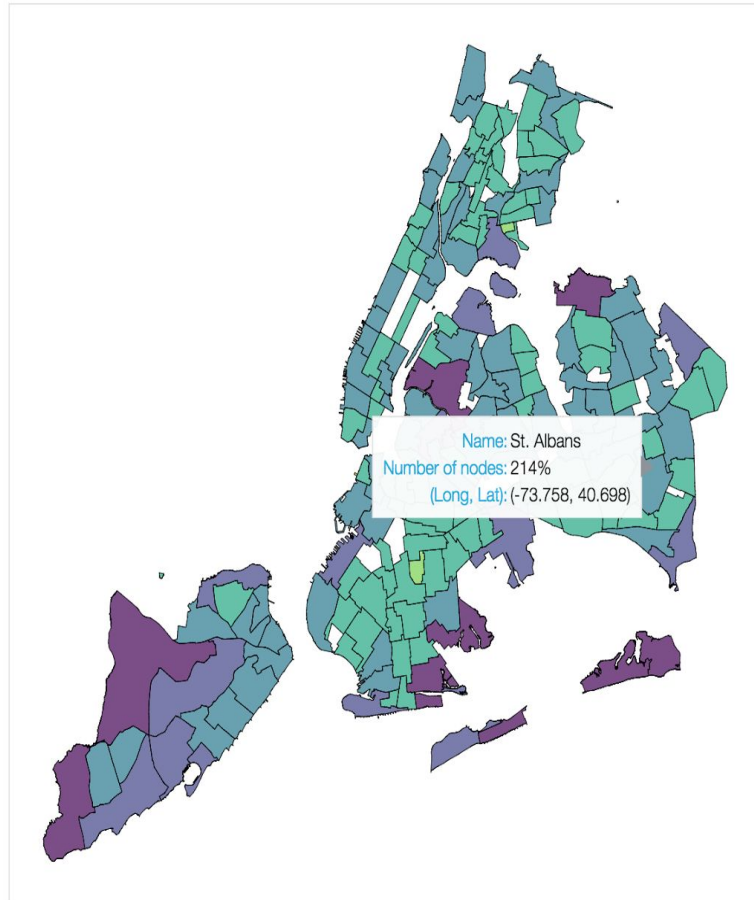 Name: St. Albans
Number of nodes: 214%
(Long, Lat): (-73.758, 40.698)